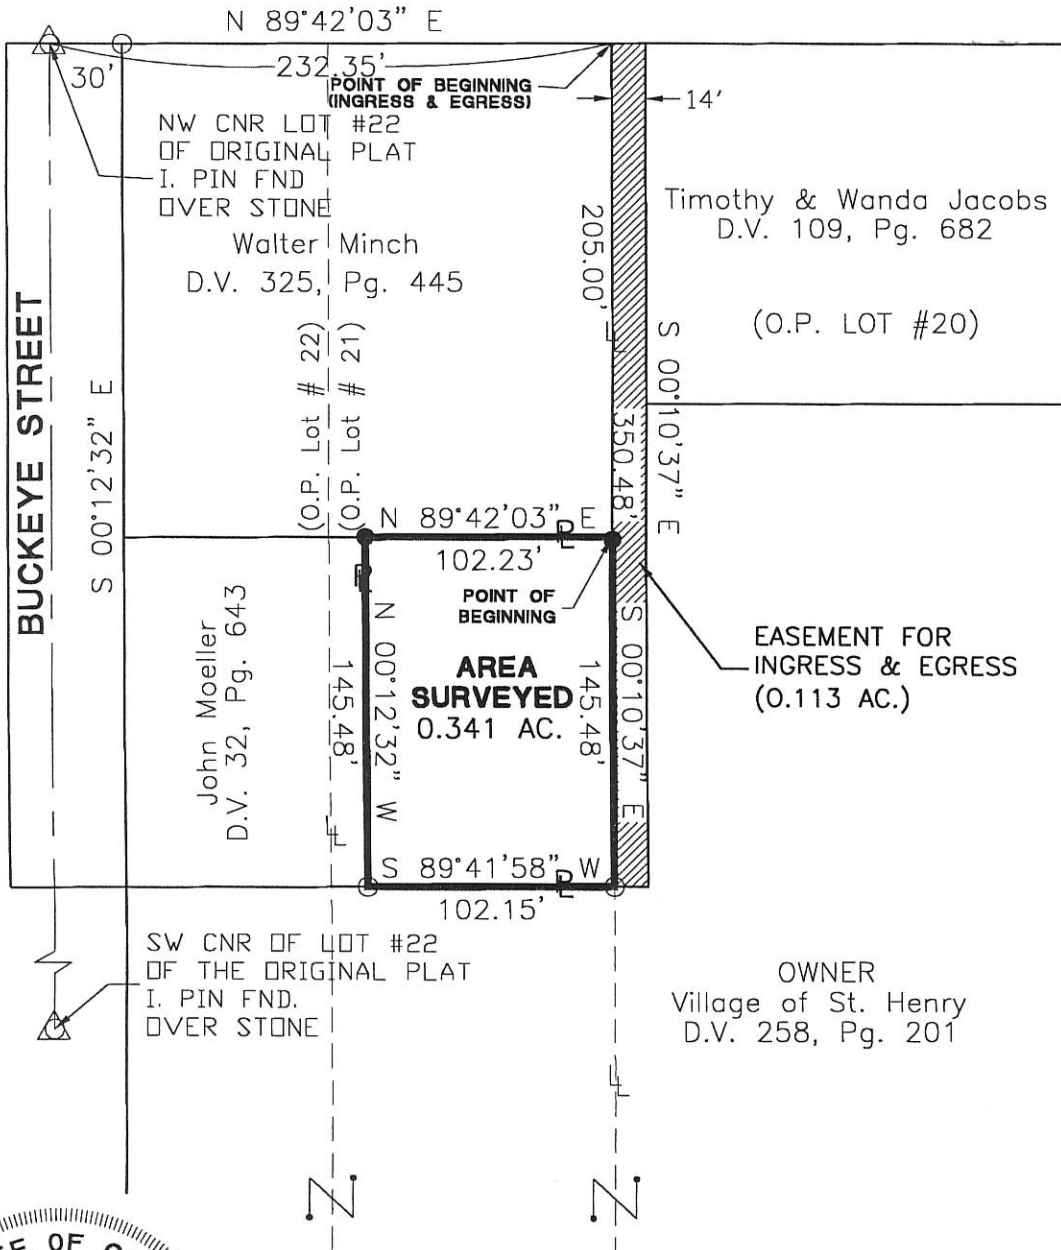 N 89°42'03" E
30'
232.35'
POINT OF BEGINNING
(INGRESS & EGRESS)
14'
NW CNR LOT #22
OF ORIGINAL PLAT
I. PIN FND
OVER STONE
Walter Minch
D.V. 325, Pg. 445
205.00'
Timothy & Wanda Jacobs
D.V. 109, Pg. 682
(O.P. LOT #20)
BUCKEYE STREET
S 00°12'32" E
(O.P. Lot # 22)
(O.P. Lot # 21)
350.48'
S 00°10'37" E
N 89°42'03" E
102.23'
POINT OF
BEGINNING
John Moeller
D.V. 32, Pg. 643
145.48'
N 00°12'32" W
AREA
SURVEYED
0.341 AC.
145.48'
S 00°10'37" E
EASEMENT FOR
INGRESS & EGRESS
(0.113 AC.)
S 89°41'58" W
102.15'
SW CNR OF LOT #22
OF THE ORIGINAL PLAT
I. PIN FND.
OVER STONE
OWNER
Village of St. Henry
D.V. 258, Pg. 201
OF